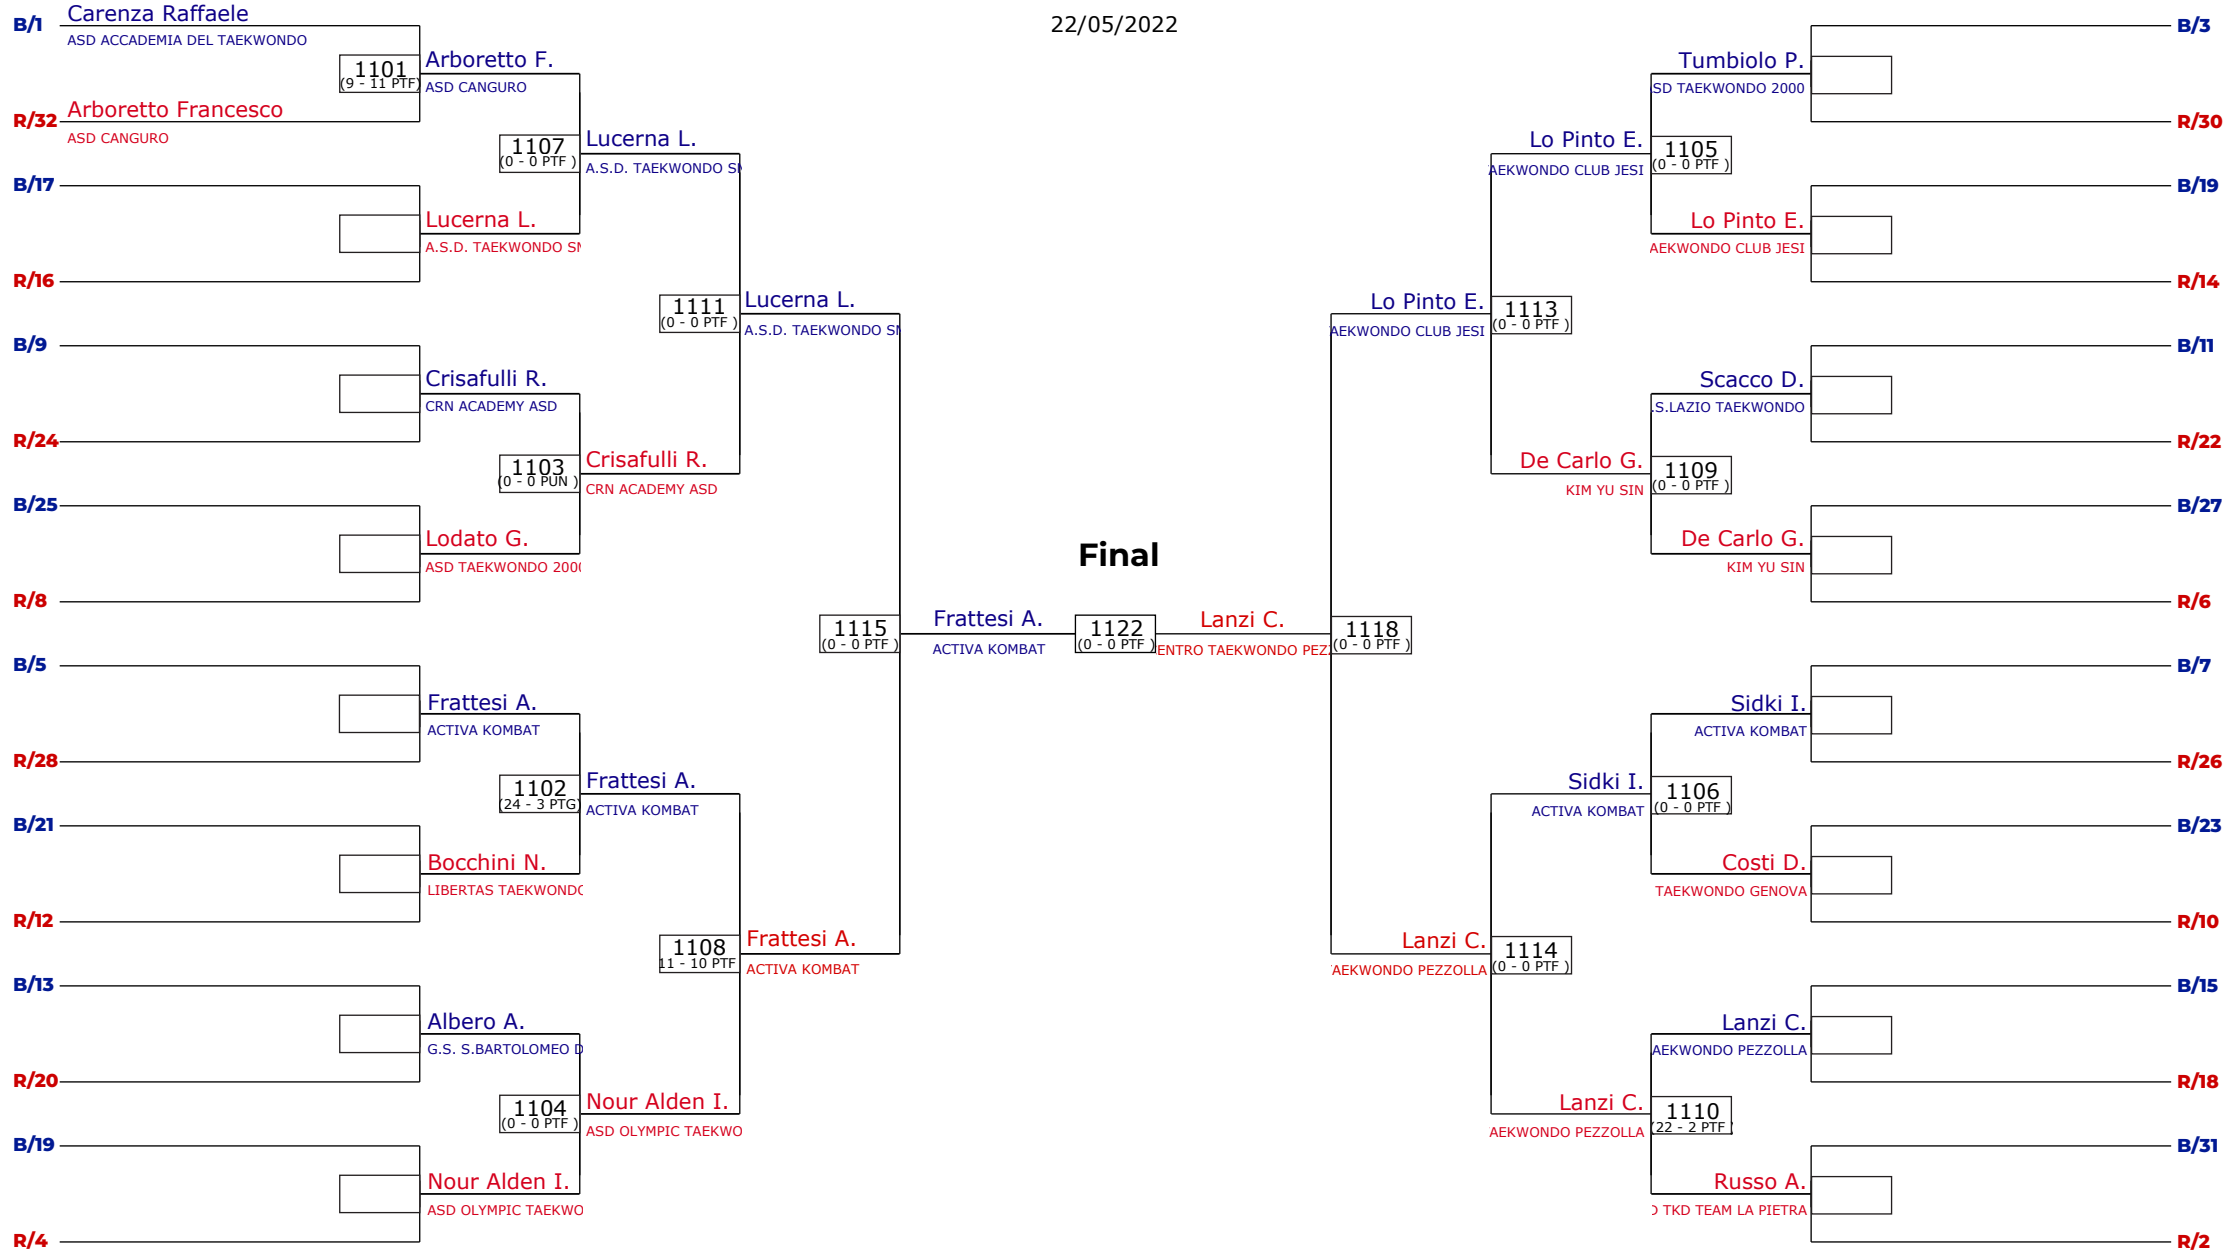 22/05/2022
B/1
Carenza Raffaele
ASD ACCADEMIA DEL TAEKWONDO
1101
(9 - 11 PTF)
Arboretto F.
ASD CANGURO
R/32
Arboretto Francesco
ASD CANGURO
1107
(0 - 0 PTF )
Lucerna L.
A.S.D. TAEKWONDO
B/17
Lucerna L.
A.S.D. TAEKWONDO
R/16
1111
(0 - 0 PTF )
Lucerna L.
A.S.D. TAEKWONDO
B/9
Crisafulli R.
CRN ACADEMY ASD
R/24
1103
(0 - 0 PUN )
Crisafulli R.
CRN ACADEMY ASD
B/25
Lodato G.
ASD TAEKWONDO 2000
R/8
1115
(0 - 0 PTF )
Frattesi A.
ACTIVA KOMBAT
B/5
Frattesi A.
ACTIVA KOMBAT
R/28
1102
(24 - 3 PTG)
Frattesi A.
ACTIVA KOMBAT
B/21
Bocchini N.
LIBERTAS TAEKWONDO
R/12
1108
11 - 10 PTF
Frattesi A.
ACTIVA KOMBAT
B/13
Albero A.
G.S. S.BARTOLOMEO D
R/20
1104
(0 - 0 PTF )
Nour Alden I.
ASD OLYMPIC TAEKWO
B/19
Nour Alden I.
ASD OLYMPIC TAEKWO
R/4
Final
1122
(0 - 0 PTF )
Lanzi C.
ENTRO TAEKWONDO PEZ
1118
(0 - 0 PTF )
B/3
Tumbiolo P.
SD TAEKWONDO 2000
R/30
Lo Pinto E.
AEKWONDO CLUB JESI
1105
(0 - 0 PTF )
B/19
Lo Pinto E.
AEKWONDO CLUB JESI
R/14
Lo Pinto E.
AEKWONDO CLUB JESI
1113
(0 - 0 PTF )
B/11
Scacco D.
.S.LAZIO TAEKWONDO
R/22
De Carlo G.
KIM YU SIN
1109
(0 - 0 PTF )
B/27
De Carlo G.
KIM YU SIN
R/6
B/7
Sidki I.
ACTIVA KOMBAT
R/26
Sidki I.
ACTIVA KOMBAT
1106
(0 - 0 PTF )
B/23
Costi D.
TAEKWONDO GENOVA
R/10
Lanzi C.
AEKWONDO PEZZOLLA
1114
(0 - 0 PTF )
B/15
Lanzi C.
AEKWONDO PEZZOLLA
R/18
Lanzi C.
AEKWONDO PEZZOLLA
1110
(22 - 2 PTF
B/31
Russo A.
TKD TEAM LA PIETRA
R/2